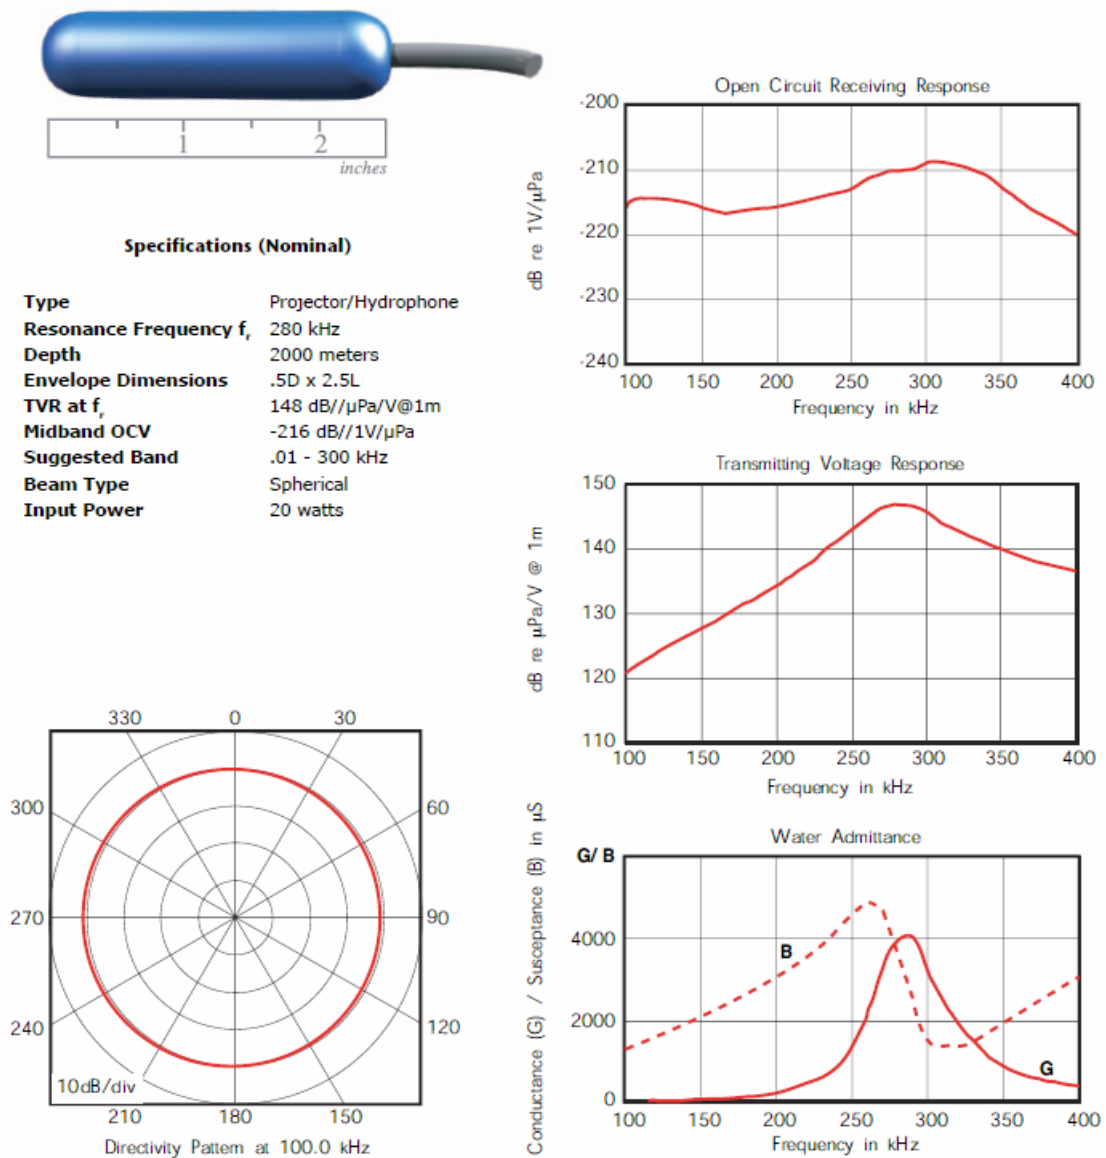 1 2
inches
Specifications (Nominal)
Type Projector/Hydrophone
Resonance Frequency fr 280 kHz
Depth 2000 meters
Envelope Dimensions .5D x 2.5L
TVR at fr 148 dB//µPa/V@1m
Midband OCV -216 dB//1V/µPa
Suggested Band .01 - 300 kHz
Beam Type Spherical
Input Power 20 watts
330 0 30
300 60
270 90
240 120
10dB/div
210 180 150
Directivity Pattern at 100.0 kHz
Open Circuit Receiving Response
dB re 1V/µPa
-200
-210
-220
-230
-240
100 150 200 250 300 350 400
Frequency in kHz
Transmitting Voltage Response
dB re µPa/V @ 1m
150
140
130
120
110
100 150 200 250 300 350 400
Frequency in kHz
Water Admittance
Conductance (G) / Susceptance (B) in µS
G/B
4000
2000
0
B
G
100 150 200 250 300 350 400
Frequency in kHz